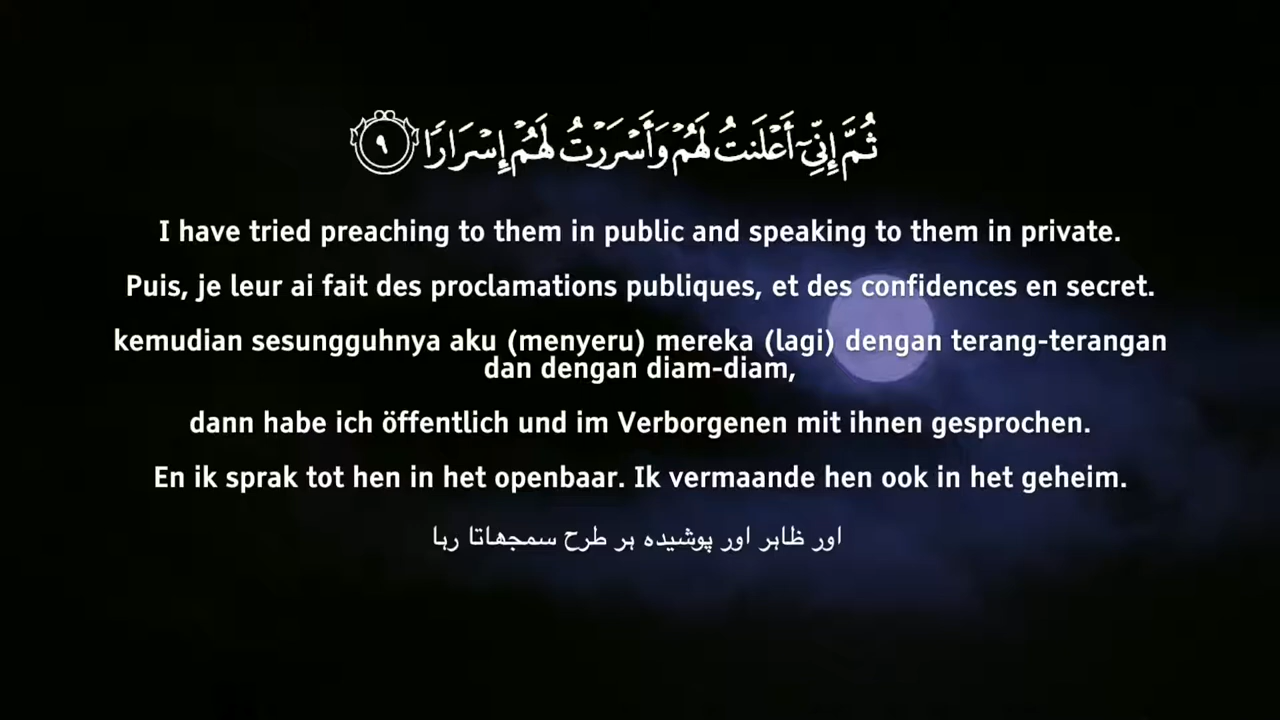 ثُمَّ إِنِّىٓ أَعْلَنتُ لَهُمْ وَأَسْرَرْتُ لَهُمْ إِسْرَارًا ٩
I have tried preaching to them in public and speaking to them in private.
Puis, je leur ai fait des proclamations publiques, et des confidences en secret.
kemudian sesungguhnya aku (menyeru) mereka (lagi) dengan terang-terangan
dan dengan diam-diam,
dann habe ich öffentlich und im Verborgenen mit ihnen gesprochen.
En ik sprak tot hen in het openbaar. Ik vermaande hen ook in het geheim.
اور ظاہر اور پوشیدہ ہر طرح سمجھاتا رہا